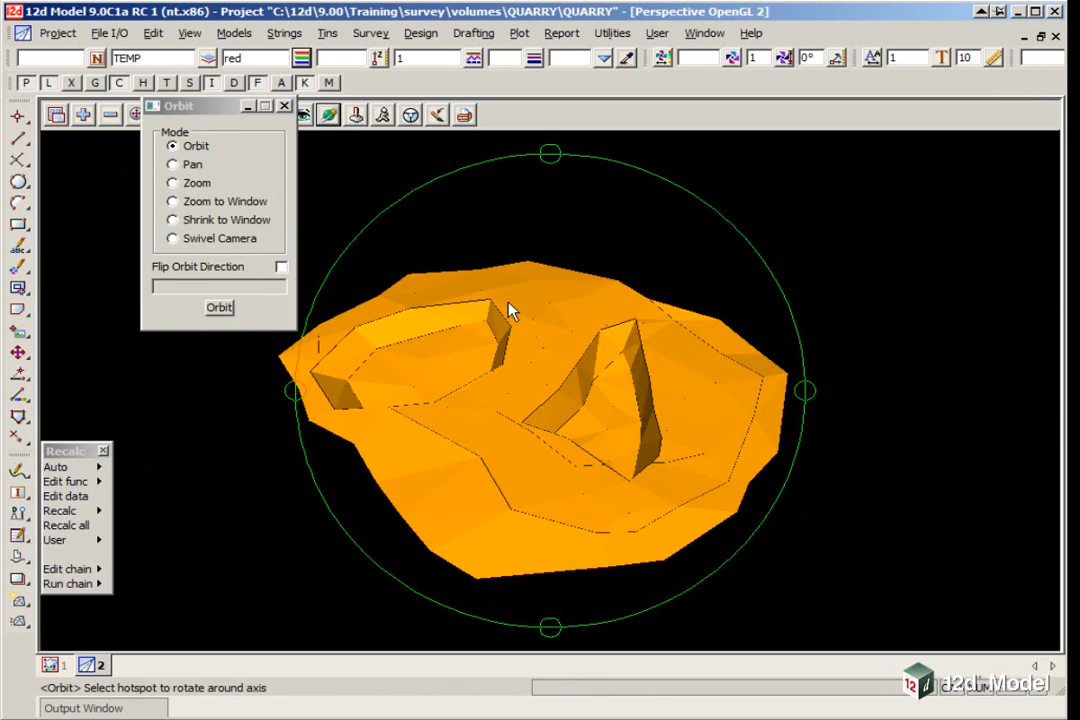 12d Model 9.0C1a RC 1 (nt.x86) - Project "C:\12d\9.00\Training\survey\volumes\QUARRY\QUARRY" - [Perspective OpenGL 2]
Project File I/O Edit View Models Strings Tins Survey Design Drafting Plot Report Utilities User Window Help
N TEMP red 1 1 0° 1 T 10
P L X G C H T S I D F A K M
Orbit
Mode
Orbit
Pan
Zoom
Zoom to Window
Shrink to Window
Swivel Camera
Flip Orbit Direction
Orbit
Recalc
Auto
Edit func
Edit data
Recalc
Recalc all
User
Edit chain
Run chain
1 2
<Orbit> Select hotspot to rotate around axis
12d Model
Output Window